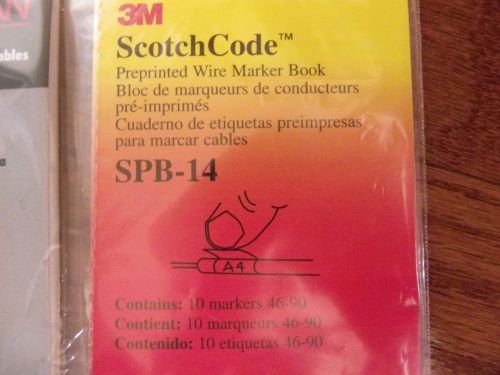 AN
ables
a
3M
ScotchCode™
Preprinted Wire Marker Book
Bloc de marqueurs de conducteurs
pré-imprimés
Cuaderno de etiquetas preimpresas
para marcar cables
SPB-14
A4
Contains: 10 markers 46-90
Contient: 10 marqueurs 46-90
Contenido: 10 etiquetas 46-90